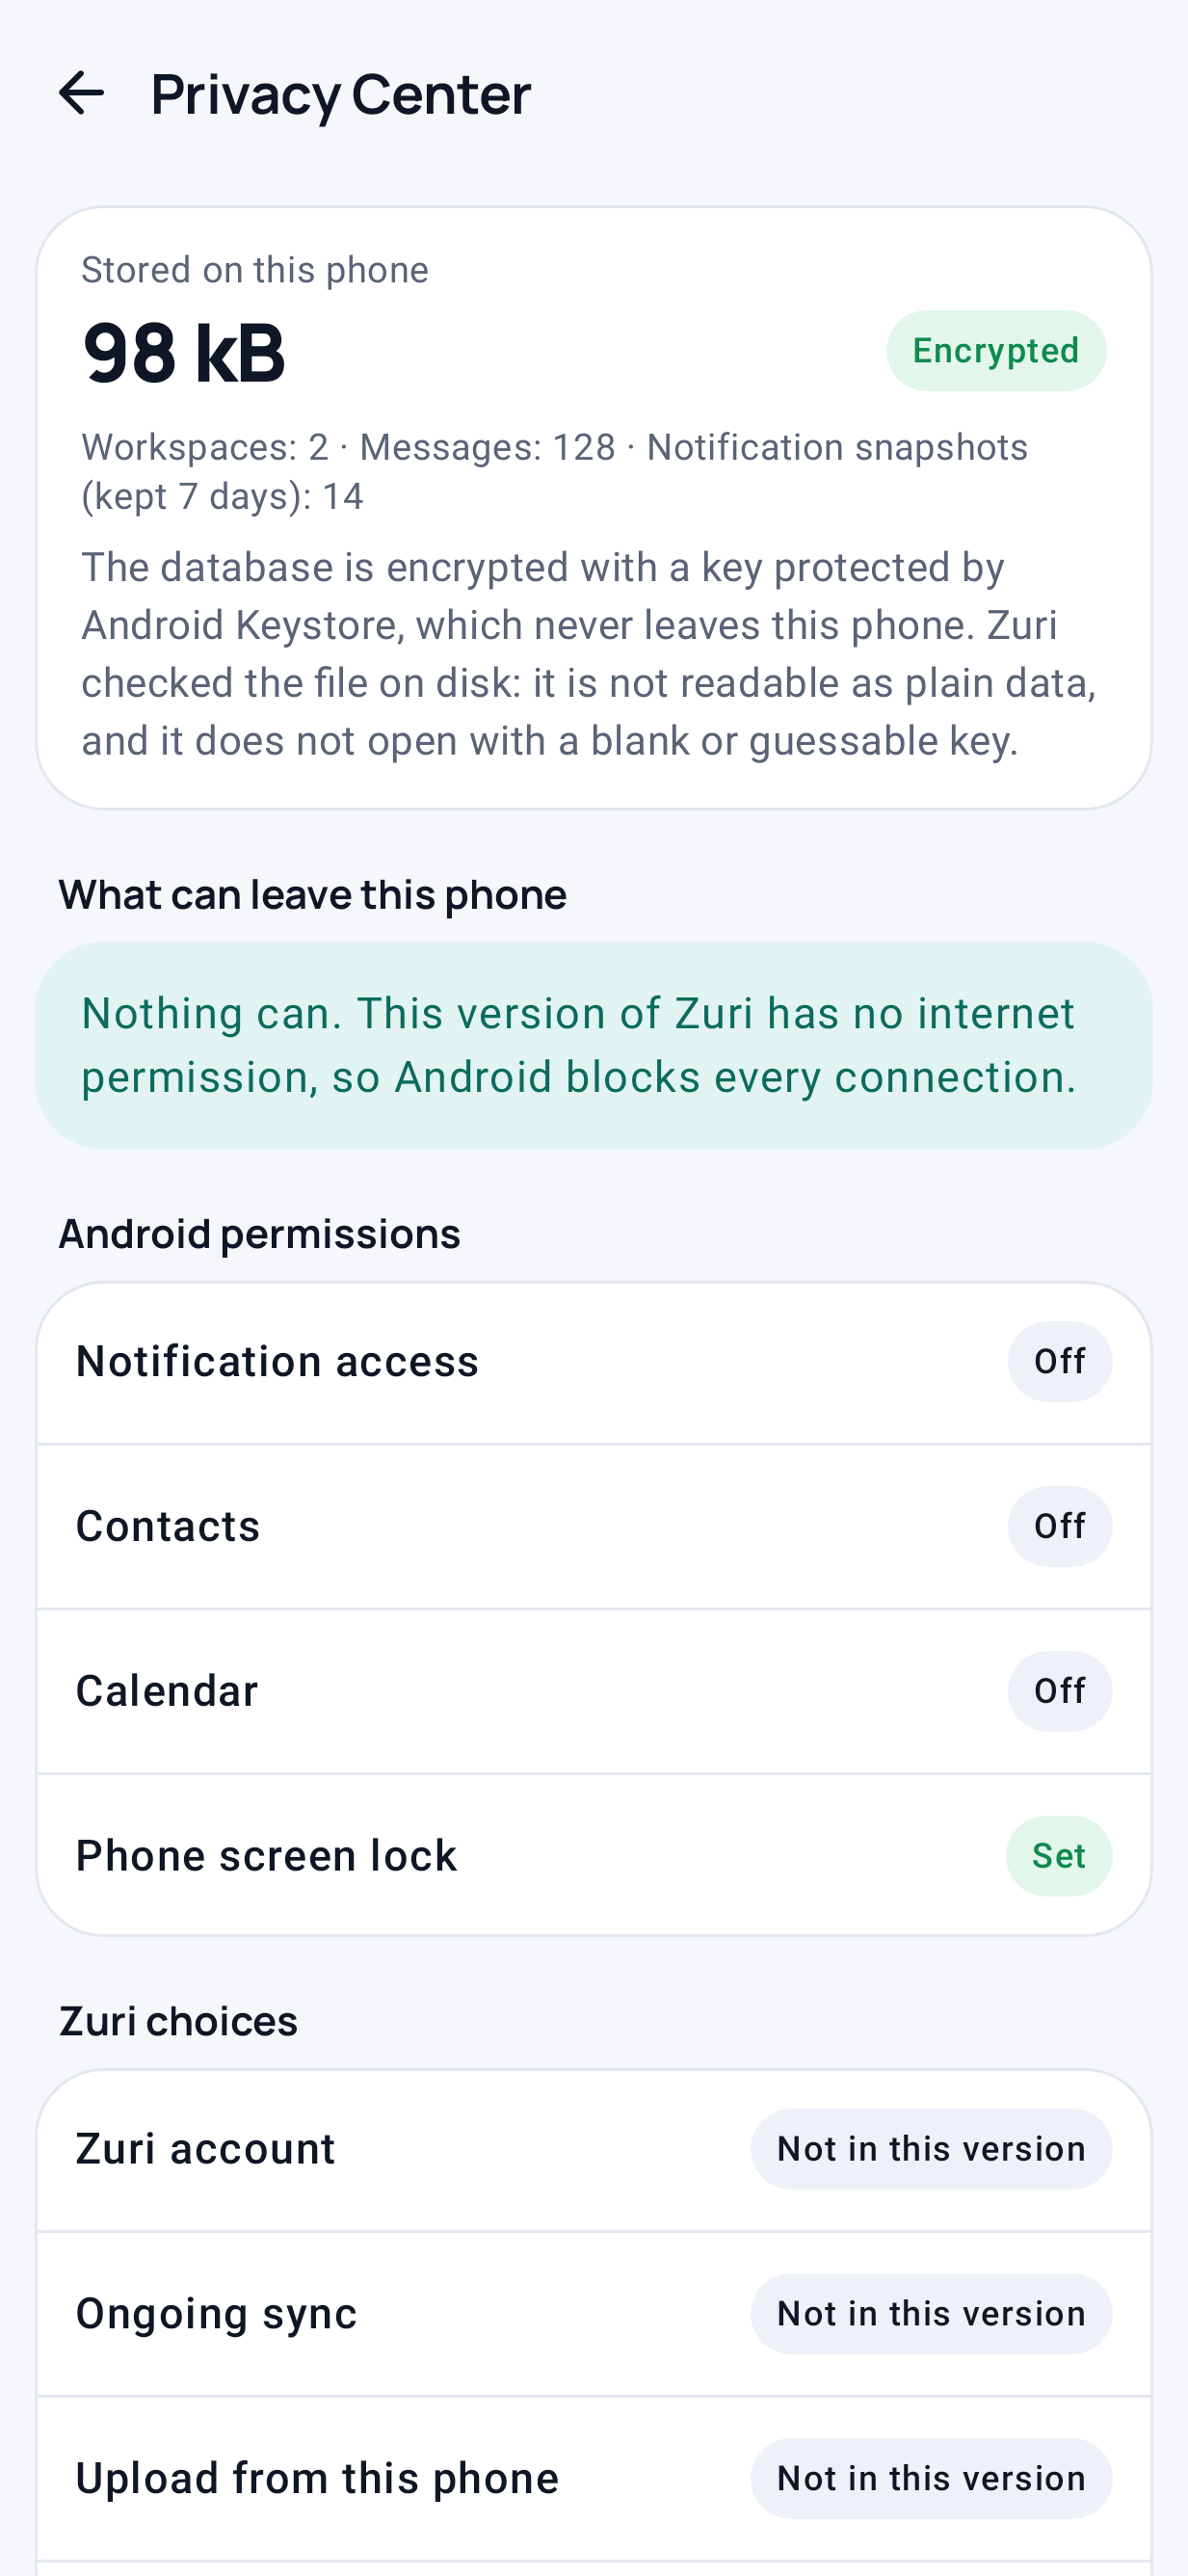 Privacy Center
Stored on this phone
98 kB
Encrypted
Workspaces: 2 · Messages: 128 · Notification snapshots
(kept 7 days): 14
The database is encrypted with a key protected by
Android Keystore, which never leaves this phone. Zuri
checked the file on disk: it is not readable as plain data,
and it does not open with a blank or guessable key.
What can leave this phone
Nothing can. This version of Zuri has no internet
permission, so Android blocks every connection.
Android permissions
Notification access Off
Contacts Off
Calendar Off
Phone screen lock Set
Zuri choices
Zuri account Not in this version
Ongoing sync Not in this version
Upload from this phone Not in this version